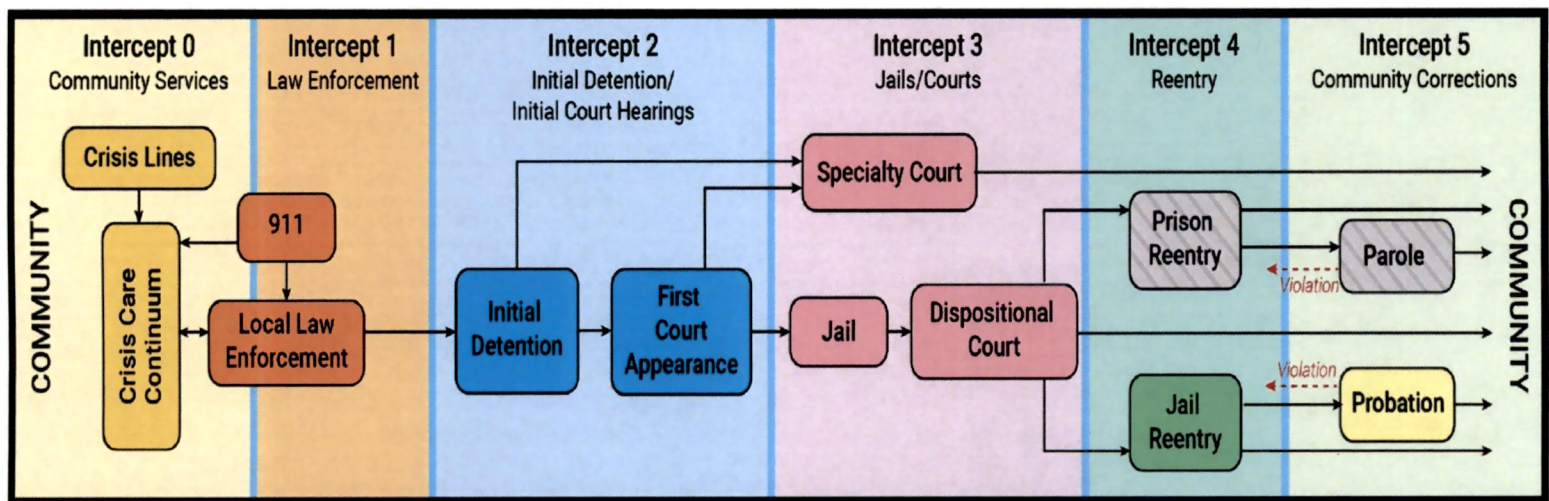 Intercept 0
Community Services
Intercept 1
Law Enforcement
Intercept 2
Initial Detention/
Initial Court Hearings
Intercept 3
Jails/Courts
Intercept 4
Reentry
Intercept 5
Community Corrections
COMMUNITY
Crisis Lines
Crisis Care
Continuum
911
Local Law
Enforcement
Initial
Detention
First
Court
Appearance
Specialty Court
Jail
Dispositional
Court
Prison
Reentry
Parole
Violation
Violation
Jail
Reentry
Probation
COMMUNITY